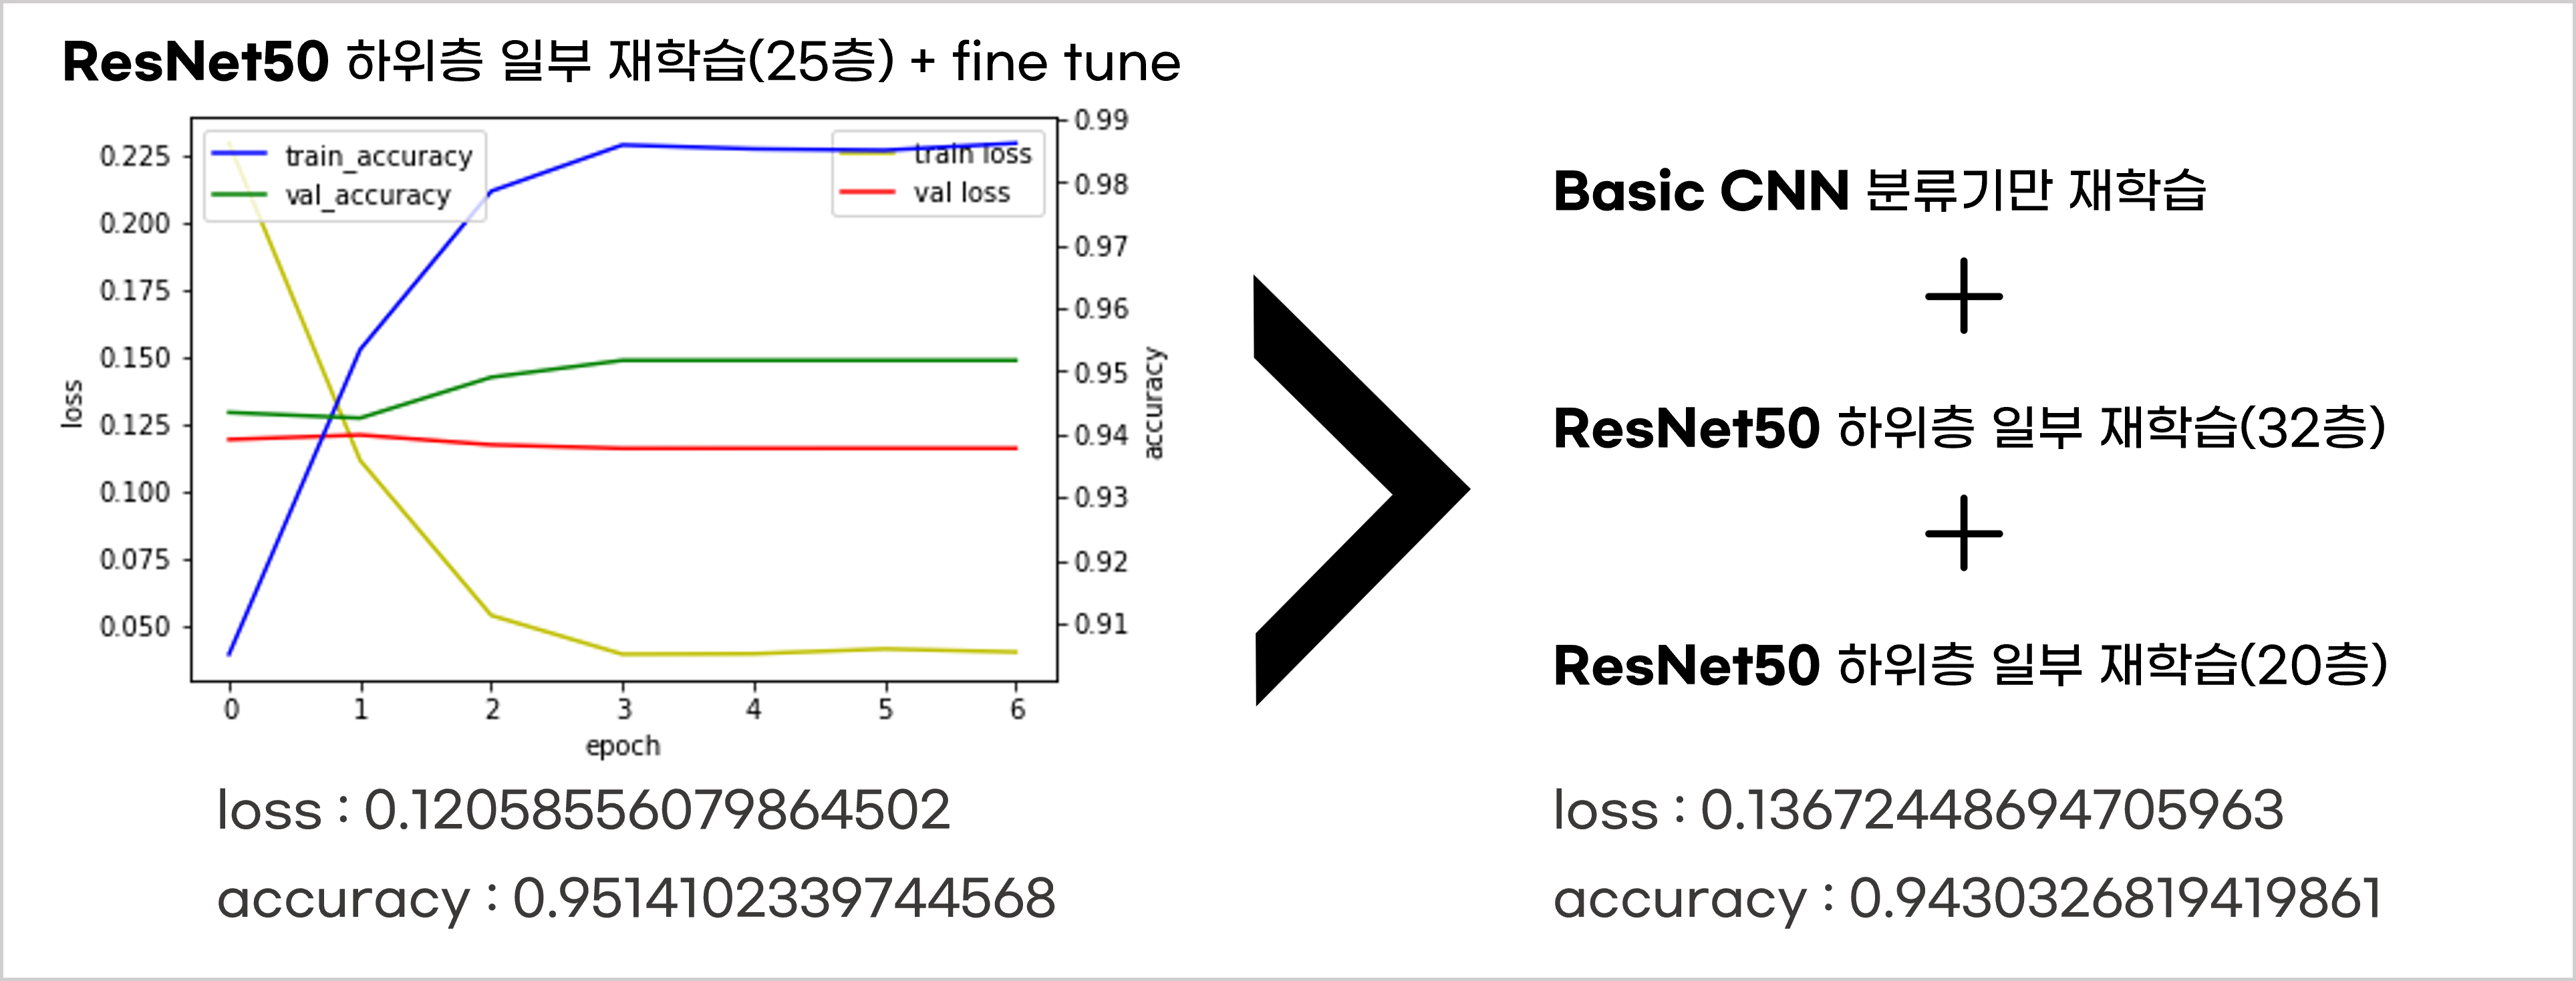 ResNet50 하위층 일부 재학습(25층) + fine tune
train_accuracy
val_accuracy
train loss
val loss
0.225
0.200
0.175
0.150
0.125
0.100
0.075
0.050
loss
0.99
0.98
0.97
0.96
0.95
0.94
0.93
0.92
0.91
accuracy
0 1 2 3 4 5 6
epoch
loss : 0.12058556079864502
accuracy : 0.9514102339744568
Basic CNN 분류기만 재학습
+
ResNet50 하위층 일부 재학습(32층)
+
ResNet50 하위층 일부 재학습(20층)
loss : 0.13672448694705963
accuracy : 0.9430326819419861